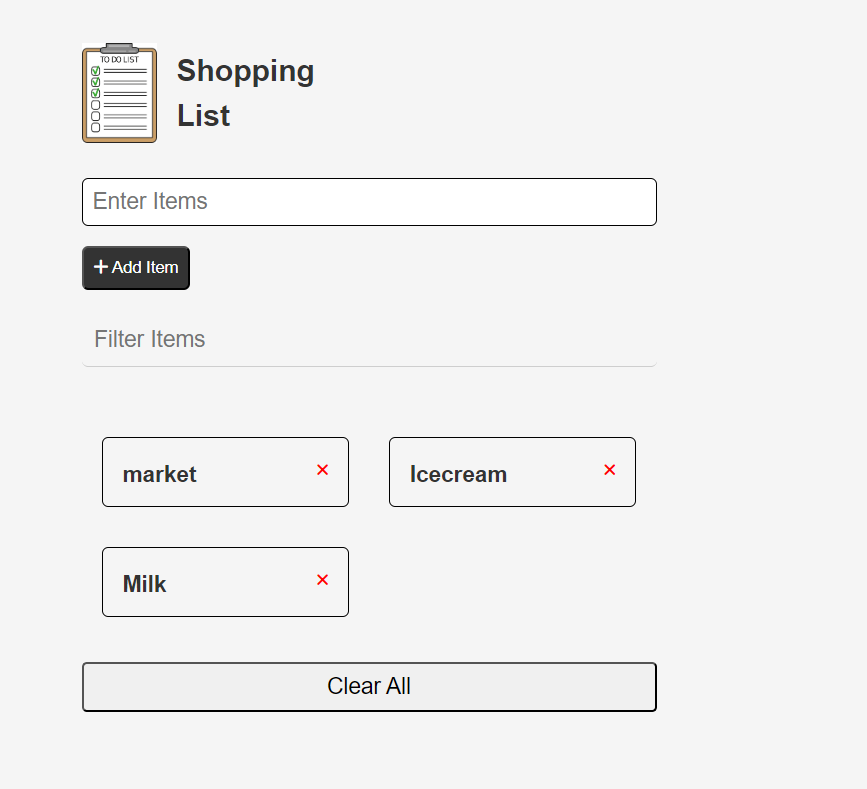 TO DO LIST
Shopping
List
Enter Items
Add Item
Filter Items
market
Icecream
Milk
Clear All